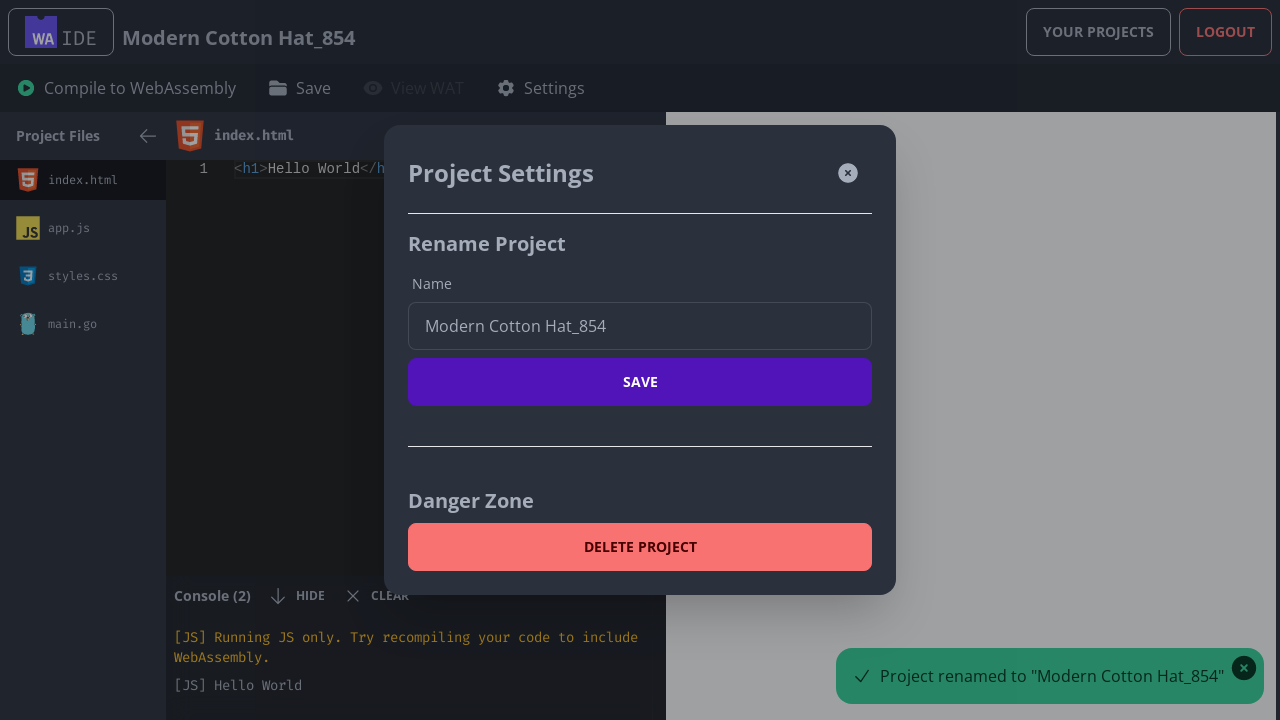 WA IDE
Modern Cotton Hat_854
YOUR PROJECTS
LOGOUT
Compile to WebAssembly
Save
View WAT
Settings
Project Files
index.html
app.js
styles.css
main.go
index.html
1
<h1>Hello World</h
Project Settings
Rename Project
Name
Modern Cotton Hat_854
SAVE
Danger Zone
DELETE PROJECT
Console (2)
HIDE
CLEAR
[JS] Running JS only. Try recompiling your code to include
WebAssembly.
[JS] Hello World
Project renamed to "Modern Cotton Hat_854"